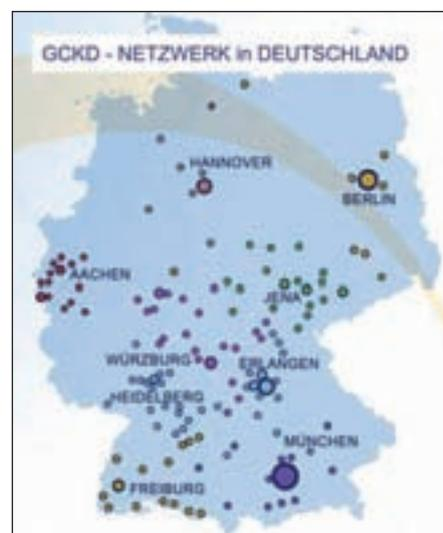 GCKD - NETZWERK in DEUTSCHLAND
HANNOVER
BERLIN
AACHEN
JENA
WÜRZBURG
ERLANGEN
HEIDELBERG
MÜNCHEN
FREIBURG